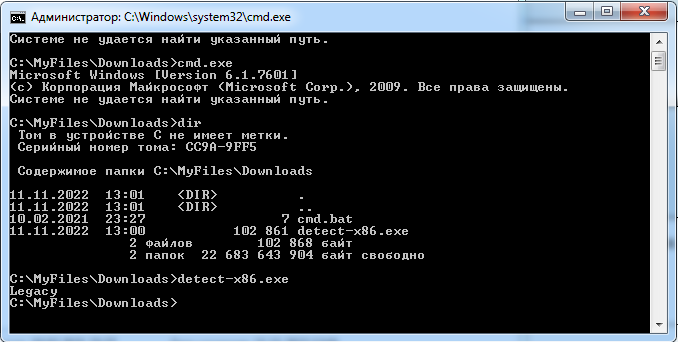 Администратор: C:\Windows\system32\cmd.exe
Системе не удается найти указанный путь.
C:\MyFiles\Downloads>cmd.exe
Microsoft Windows [Version 6.1.7601]
(c) Корпорация Майкрософт (Microsoft Corp.), 2009. Все права защищены.
Системе не удается найти указанный путь.
C:\MyFiles\Downloads>dir
Том в устройстве C не имеет метки.
Серийный номер тома: CC9A-9FF5
Содержимое папки C:\MyFiles\Downloads
11.11.2022  13:01    <DIR>          .
11.11.2022  13:01    <DIR>          ..
10.02.2021  23:27                 7 cmd.bat
11.11.2022  13:00           102 861 detect-x86.exe
2 файлов        102 868 байт
2 папок  22 683 643 904 байт свободно
C:\MyFiles\Downloads>detect-x86.exe
Legacy
C:\MyFiles\Downloads>